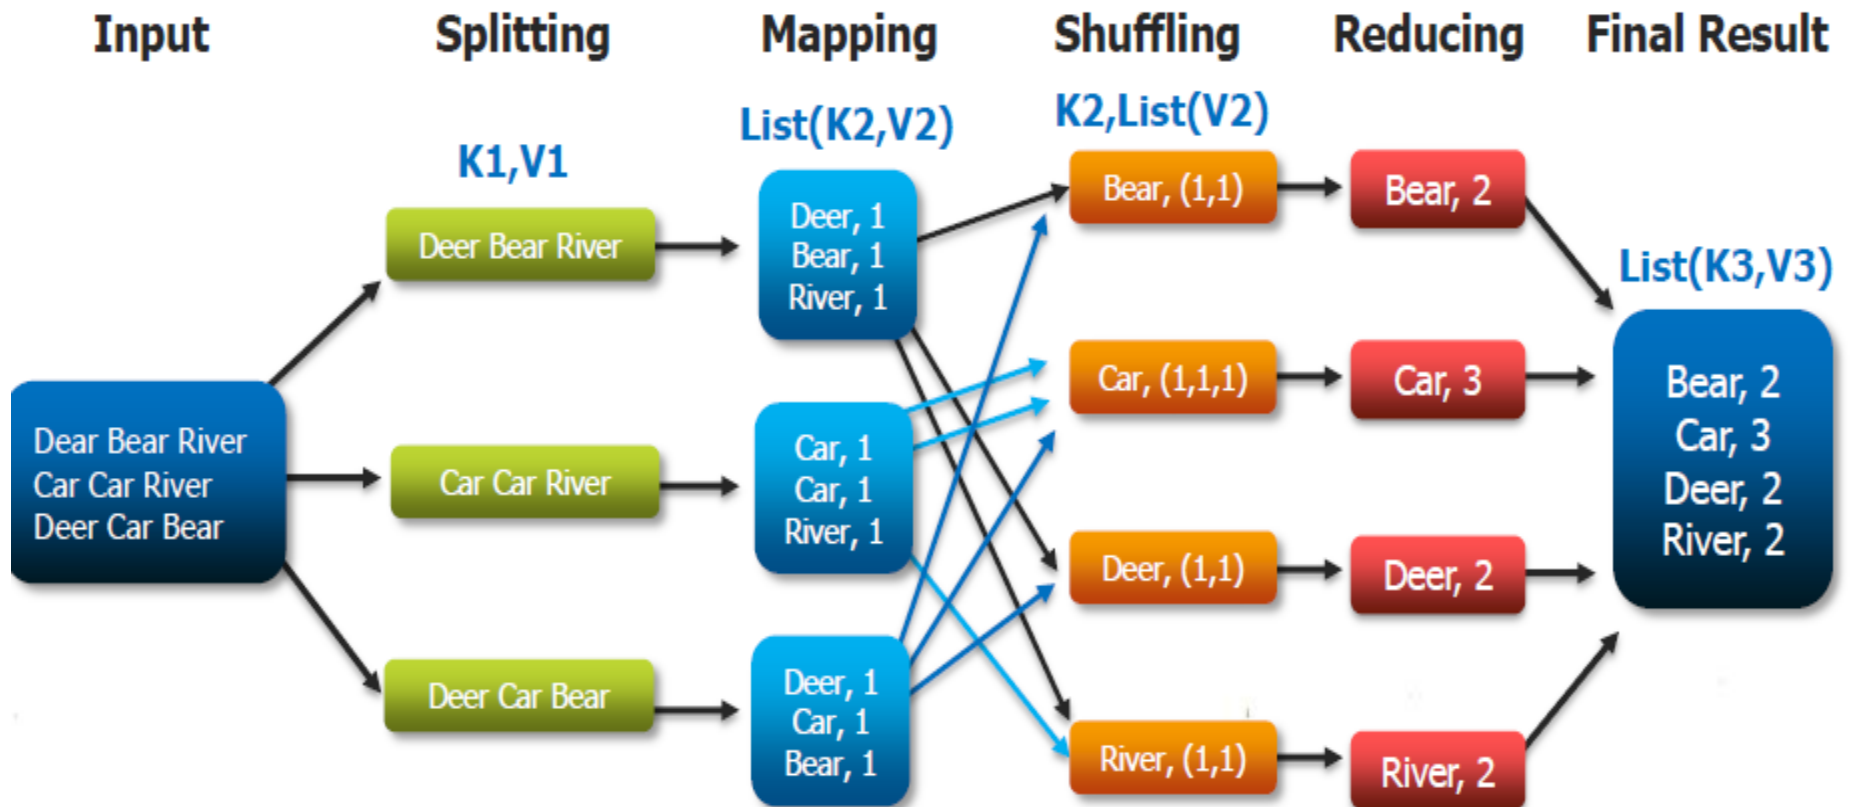 Input
Splitting
Mapping
Shuffling
Reducing
Final Result
K1,V1
List(K2,V2)
K2,List(V2)
List(K3,V3)
Dear Bear River
Car Car River
Deer Car Bear
Deer Bear River
Car Car River
Deer Car Bear
Deer, 1
Bear, 1
River, 1
Car, 1
Car, 1
River, 1
Deer, 1
Car, 1
Bear, 1
Bear, (1,1)
Car, (1,1,1)
Deer, (1,1)
River, (1,1)
Bear, 2
Car, 3
Deer, 2
River, 2
Bear, 2
Car, 3
Deer, 2
River, 2